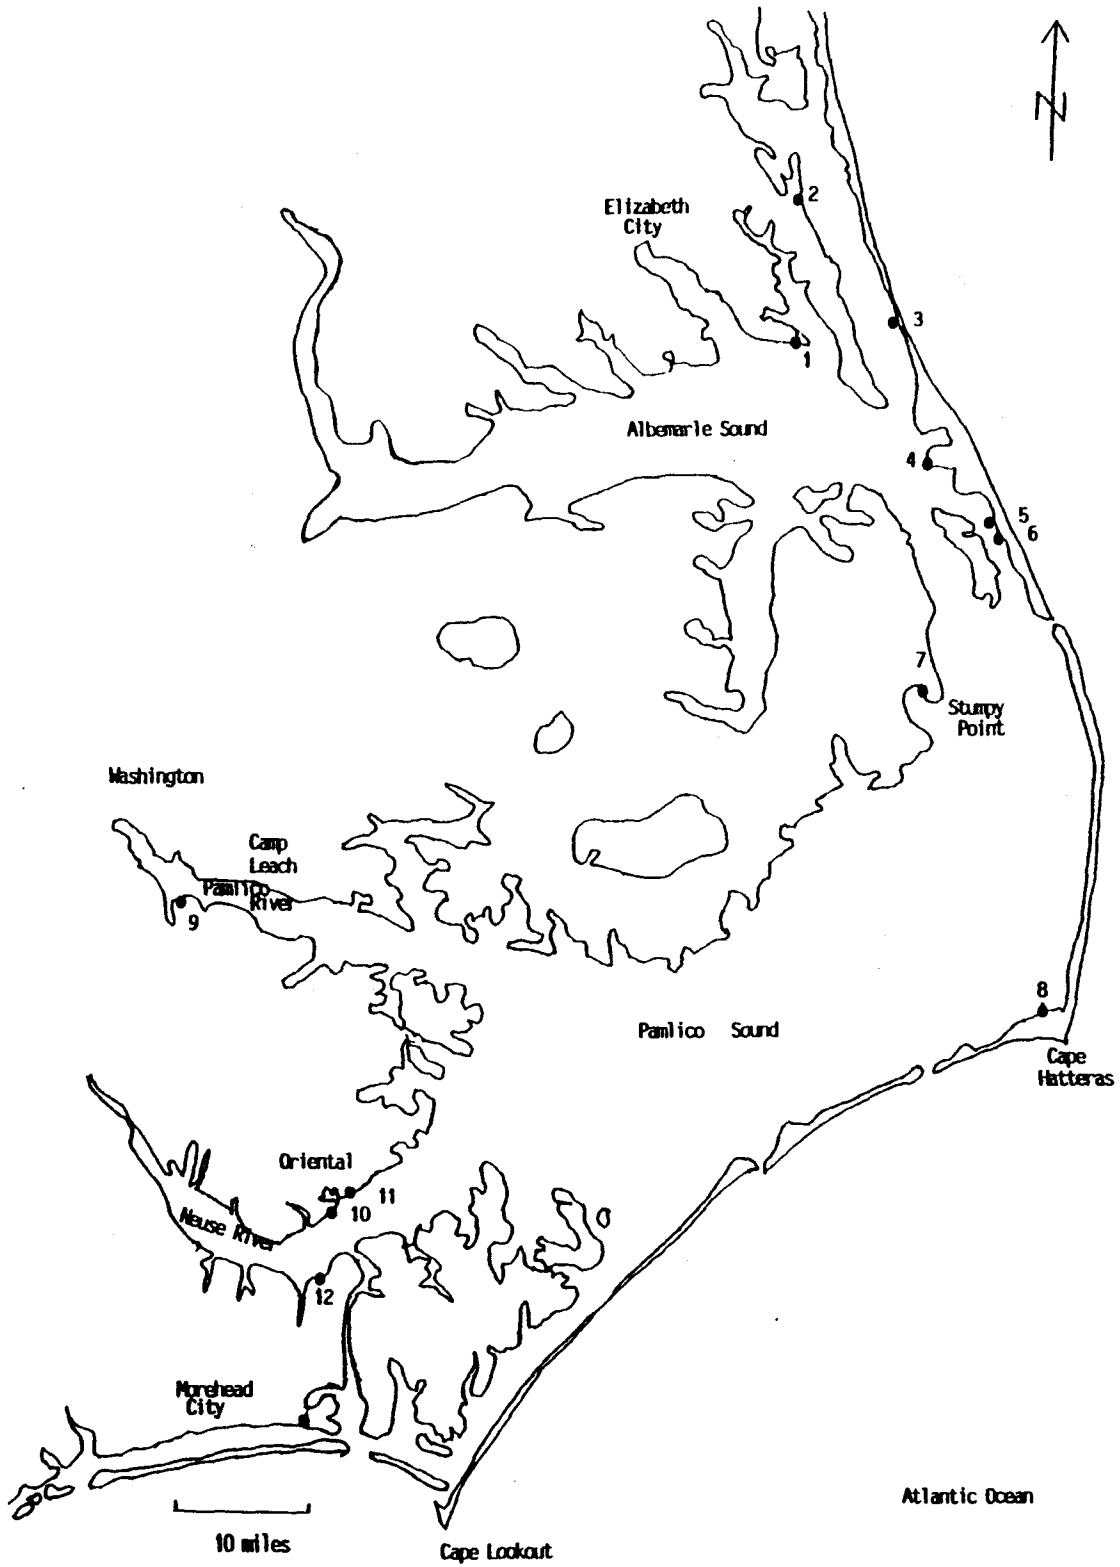 N
2
Elizabeth
City
3
1
Albemarle Sound
4
5
6
7
Stumpy
Point
Washington
Camp
Leach
Pamlico
River
9
8
Pamlico Sound
Cape
Hatteras
Oriental
11
10
Neuse River
12
Morehead
City
Atlantic Ocean
10 miles
Cape Lookout